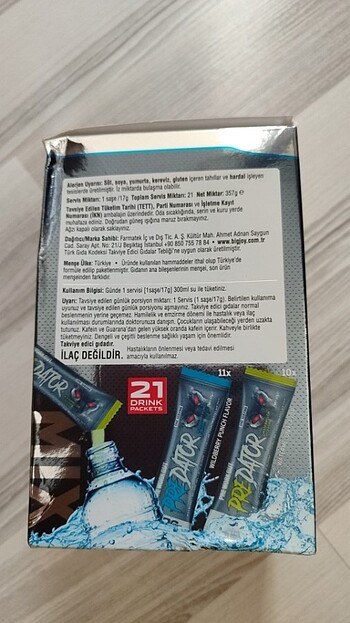 Alerjen Uyarısı: Süt, soya, yumurta, kereviz, gluten içeren tahıllar ve hardal işleyen
tesislerde üretilmiştir. İz miktarda bulaşma olabilir.
Servis Miktarı: 1 saşe /17g Toplam Servis Miktarı: 21 Net Miktar: 357g ℮
Tavsiye Edilen Tüketim Tarihi (TETT), Parti Numarası ve İşletme Kayıt
Numarası (İKN) ambalajın üzerindedir. Oda sıcaklığında, serin ve kuru yerde
muhafaza ediniz. Doğrudan güneş ışığına maruz bırakmayınız.
Ağzı kapalı olarak saklayınız.
Dağıtıcı/Marka Sahibi: Fermatek İç ve Dış Tic. A. Ş. Kültür Mah. Ahmet Adnan Saygun
Cad. Saray Apt. No: 21/J Beşiktaş İstanbul +90 850 755 78 84 • www.bigjoy.com.tr
Türk Gıda Kodeksi Takviye Edici Gıdalar Tebliği'ne uygun olarak üretilmiştir.
Menşe Ülke: Türkiye • Üründe kullanılan hammaddeler ithal olup Türkiye'de
formüle edilip paketlenmiştir. Gıdanın ana bileşenlerinin menşei, son ürün
menşeinden farklıdır.
Kullanım Bilgisi: Günde 1 servisi (1saşe/17g) 300ml su ile tüketiniz.
Uyarı: Tavsiye edilen günlük porsiyon miktarı: 1 Servis (1 saşe/17g). Belirtilen kullanıma
uyunuz ve tavsiye edilen günlük porsiyonu aşmayınız. Takviye edici gıdalar normal
beslenmenin yerine geçemez. Hamilelik ve emzirme dönemi ile hastalık veya ilaç
kullanılması durumlarında doktorunuza danışın. Çocukların ulaşabileceği yerden uzakta
tutunuz. Kafein ve Guarana'dan gelen yüksek oranda kafein içerir. Kahveyle birlikte
tüketmeyiniz. Dengeli ve çeşitli beslenme sağlıklı yaşam için önemlidir.
Takviye edici gıdadır.
İLAÇ DEĞİLDİR.
Hastalıkların önlenmesi veya tedavi edilmesi
amacıyla kullanılmaz.
21
DRINK
PACKETS
11x
10x
PREDATOR
PREDATOR
PREDATOR
WILDBERRY PUNCH FLAVOR
MIX